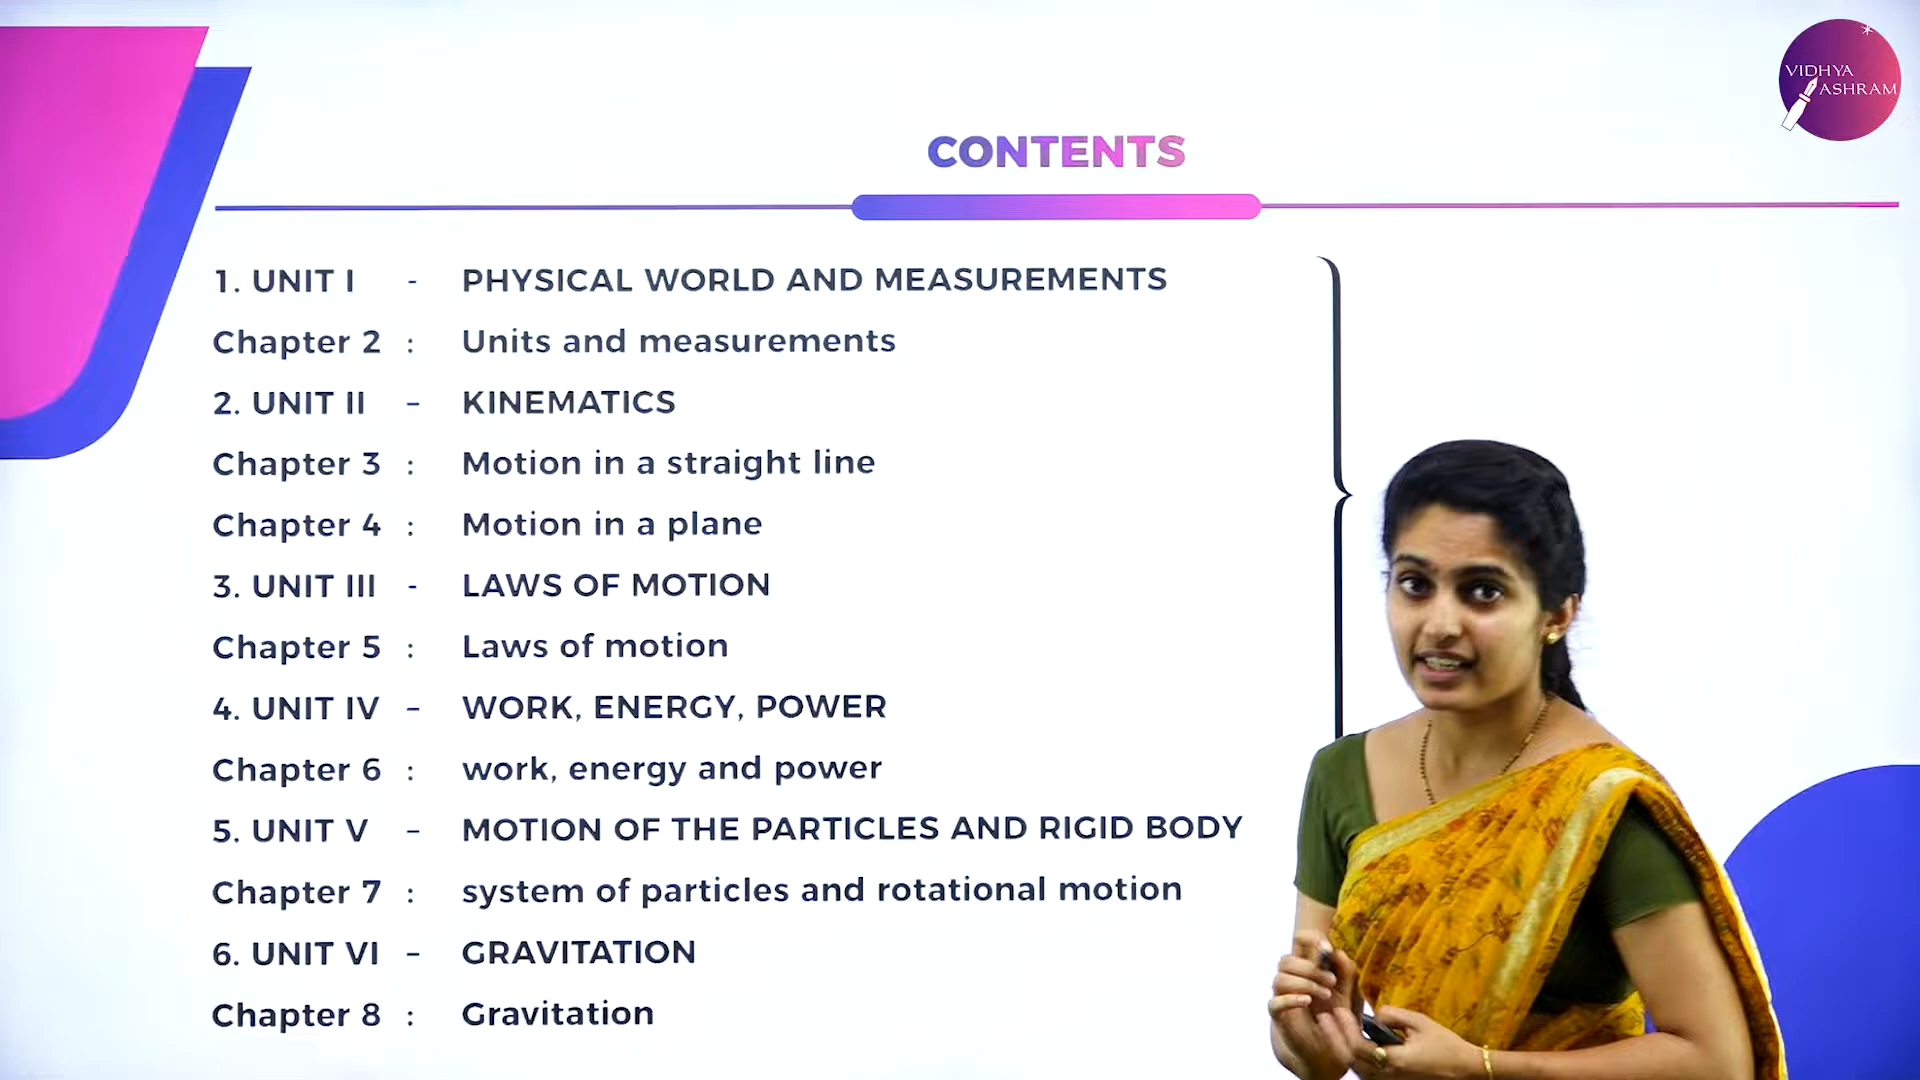 VIDHYA
ASHRAM
CONTENTS
1. UNIT I - PHYSICAL WORLD AND MEASUREMENTS
Chapter 2 : Units and measurements
2. UNIT II – KINEMATICS
Chapter 3 : Motion in a straight line
Chapter 4 : Motion in a plane
3. UNIT III - LAWS OF MOTION
Chapter 5 : Laws of motion
4. UNIT IV – WORK, ENERGY, POWER
Chapter 6 : work, energy and power
5. UNIT V – MOTION OF THE PARTICLES AND RIGID BODY
Chapter 7 : system of particles and rotational motion
6. UNIT VI – GRAVITATION
Chapter 8 : Gravitation